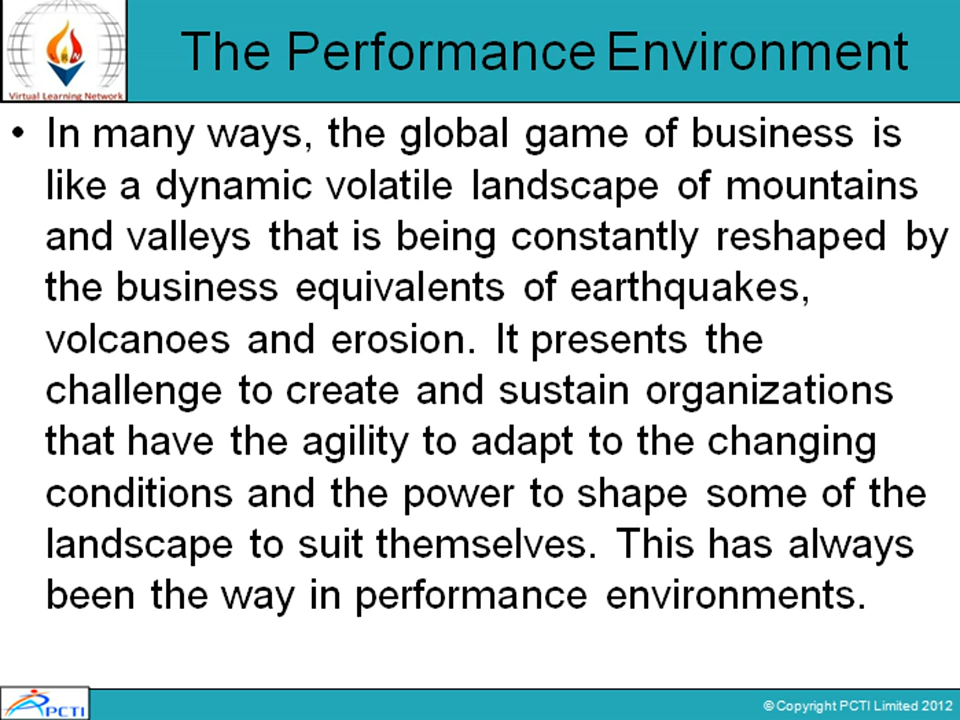 The Performance Environment
Virtual Learning Network
• In many ways, the global game of business is
like a dynamic volatile landscape of mountains
and valleys that is being constantly reshaped by
the business equivalents of earthquakes,
volcanoes and erosion. It presents the
challenge to create and sustain organizations
that have the agility to adapt to the changing
conditions and the power to shape some of the
landscape to suit themselves. This has always
been the way in performance environments.
PCTI
© Copyright PCTI Limited 2012